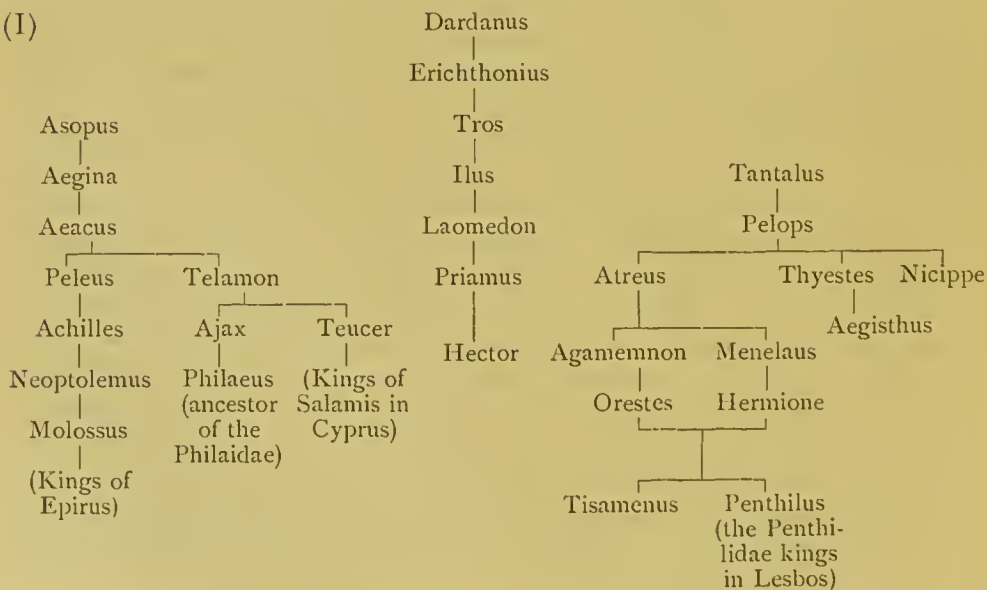 (I)
Dardanus
Erichthonius
Tros
Ilus
Laomedon
Priamus
Hector
Asopus
Aegina
Aeacus
Peleus Telamon
Achilles Ajax Teucer
Neoptolemus Philaeus (Kings of
Molossus (ancestor Salamis in
of the Cyprus)
Philaidae)
(Kings of
Epirus)
Tantalus
Pelops
Atreus Thyestes Nicippe
Aegisthus
Agamemnon Menelaus
Orestes Hermione
Tisamenus Penthilus
(the Penthi-
lidae kings
in Lesbos)